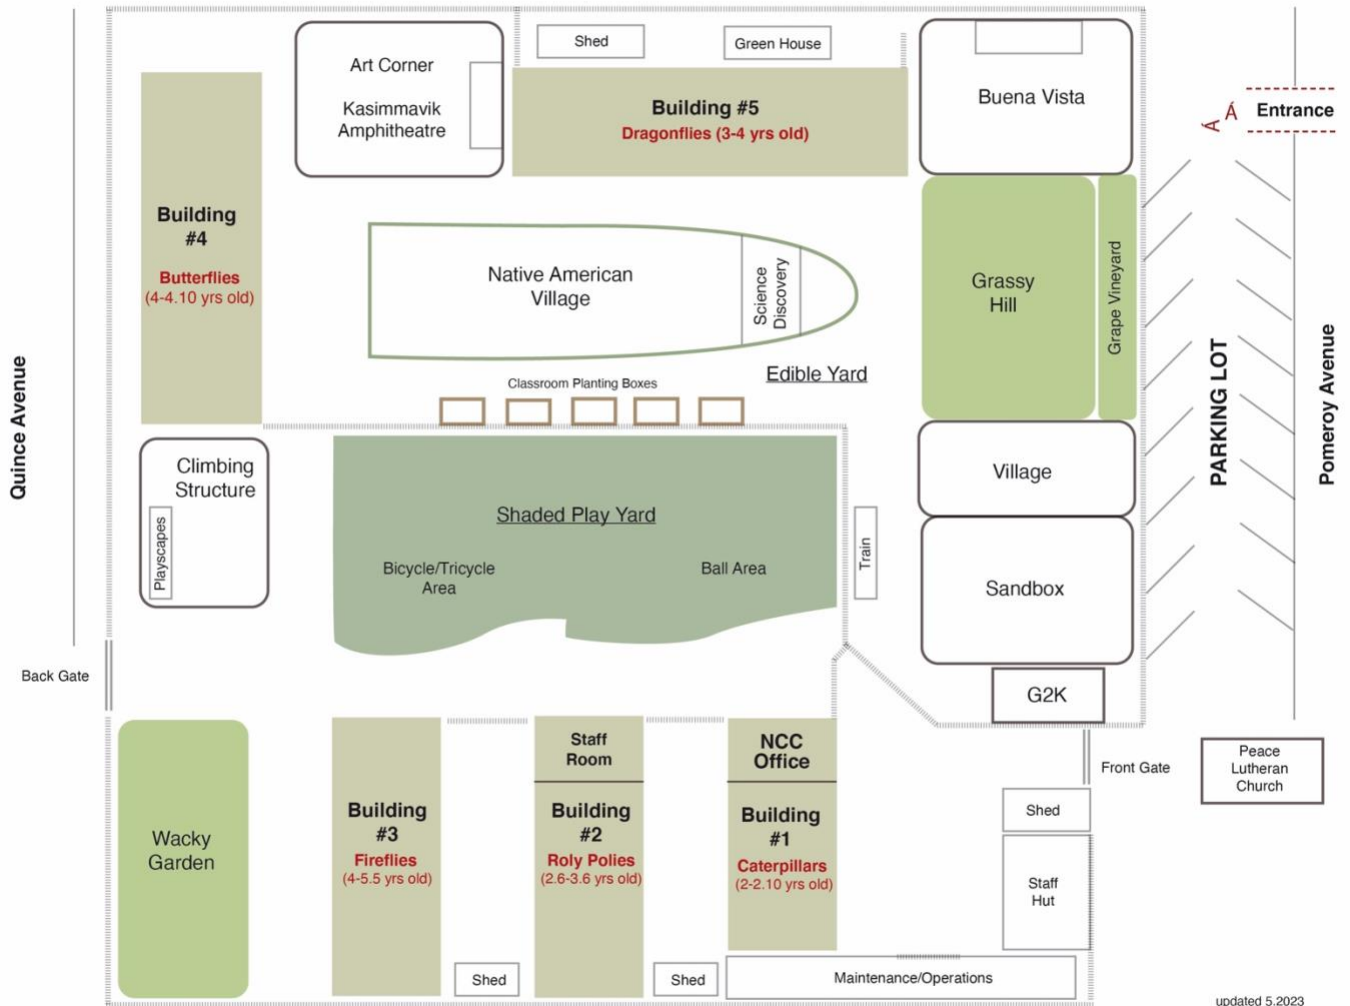 Shed
Green House
Art Corner
Kasimmavik
Amphitheatre
Building #5
Dragonflies (3-4 yrs old)
Buena Vista
Entrance
Building
#4
Butterflies
(4-4.10 yrs old)
Native American
Village
Science
Discovery
Grassy
Hill
Grape Vineyard
Edible Yard
Classroom Planting Boxes
Quince Avenue
PARKING LOT
Pomeroy Avenue
Climbing
Structure
Playscapes
Shaded Play Yard
Bicycle/Tricycle
Area
Ball Area
Train
Village
Sandbox
G2K
Back Gate
Front Gate
Peace
Lutheran
Church
Wacky
Garden
Building
#3
Fireflies
(4-5.5 yrs old)
Staff
Room
Building
#2
Roly Polies
(2.6-3.6 yrs old)
NCC
Office
Building
#1
Caterpillars
(2-2.10 yrs old)
Shed
Staff
Hut
Shed
Shed
Maintenance/Operations
updated 5.2023